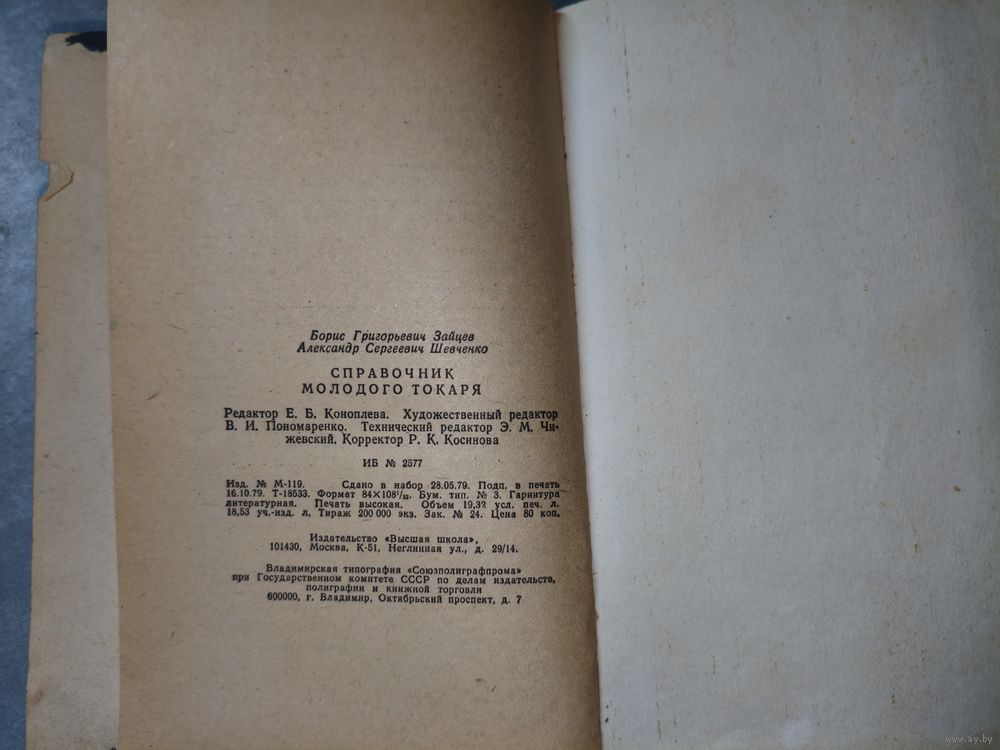 Борис Григорьевич Зайцев
Александр Сергеевич Шевченко
СПРАВОЧНИК
МОЛОДОГО ТОКАРЯ
Редактор Е. Б. Коноплева. Художественный редактор
В. И. Пономаренко. Технический редактор Э. М. Чи-
жевский, Корректор Р. К. Косинова
ИБ № 2577
Изд. № М-119. Сдано в набор 28.05.79. Подп. в печать
16.10.79. Т-18533. Формат 84×108¹/₃₂. Бум. тип. № 3. Гарнитура
литературная. Печать высокая. Объем 19,32 усл. печ. л.
18,53 уч.-изд. л. Тираж 200 000 экз. Зак. № 24. Цена 80 коп.
Издательство «Высшая школа»,
101430, Москва, К-51, Неглинная ул., д. 29/14.
Владимирская типография «Союзполиграфпрома»
при Государственном комитете СССР по делам издательств,
полиграфии и книжной торговли
600000, г. Владимир, Октябрьский проспект, д. 7
www.ay.by